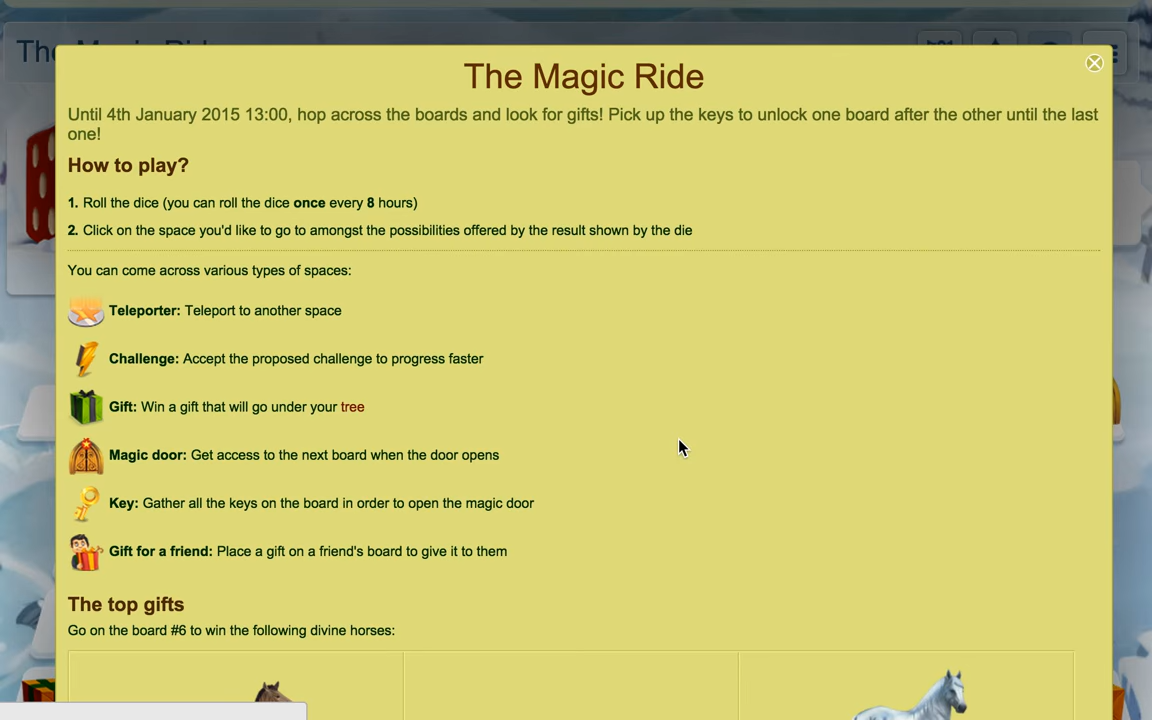 The Magic Ride
Until 4th January 2015 13:00, hop across the boards and look for gifts! Pick up the keys to unlock one board after the other until the last
one!
How to play?
1. Roll the dice (you can roll the dice once every 8 hours)
2. Click on the space you'd like to go to amongst the possibilities offered by the result shown by the die
You can come across various types of spaces:
Teleporter: Teleport to another space
Challenge: Accept the proposed challenge to progress faster
Gift: Win a gift that will go under your tree
Magic door: Get access to the next board when the door opens
Key: Gather all the keys on the board in order to open the magic door
Gift for a friend: Place a gift on a friend's board to give it to them
The top gifts
Go on the board #6 to win the following divine horses: